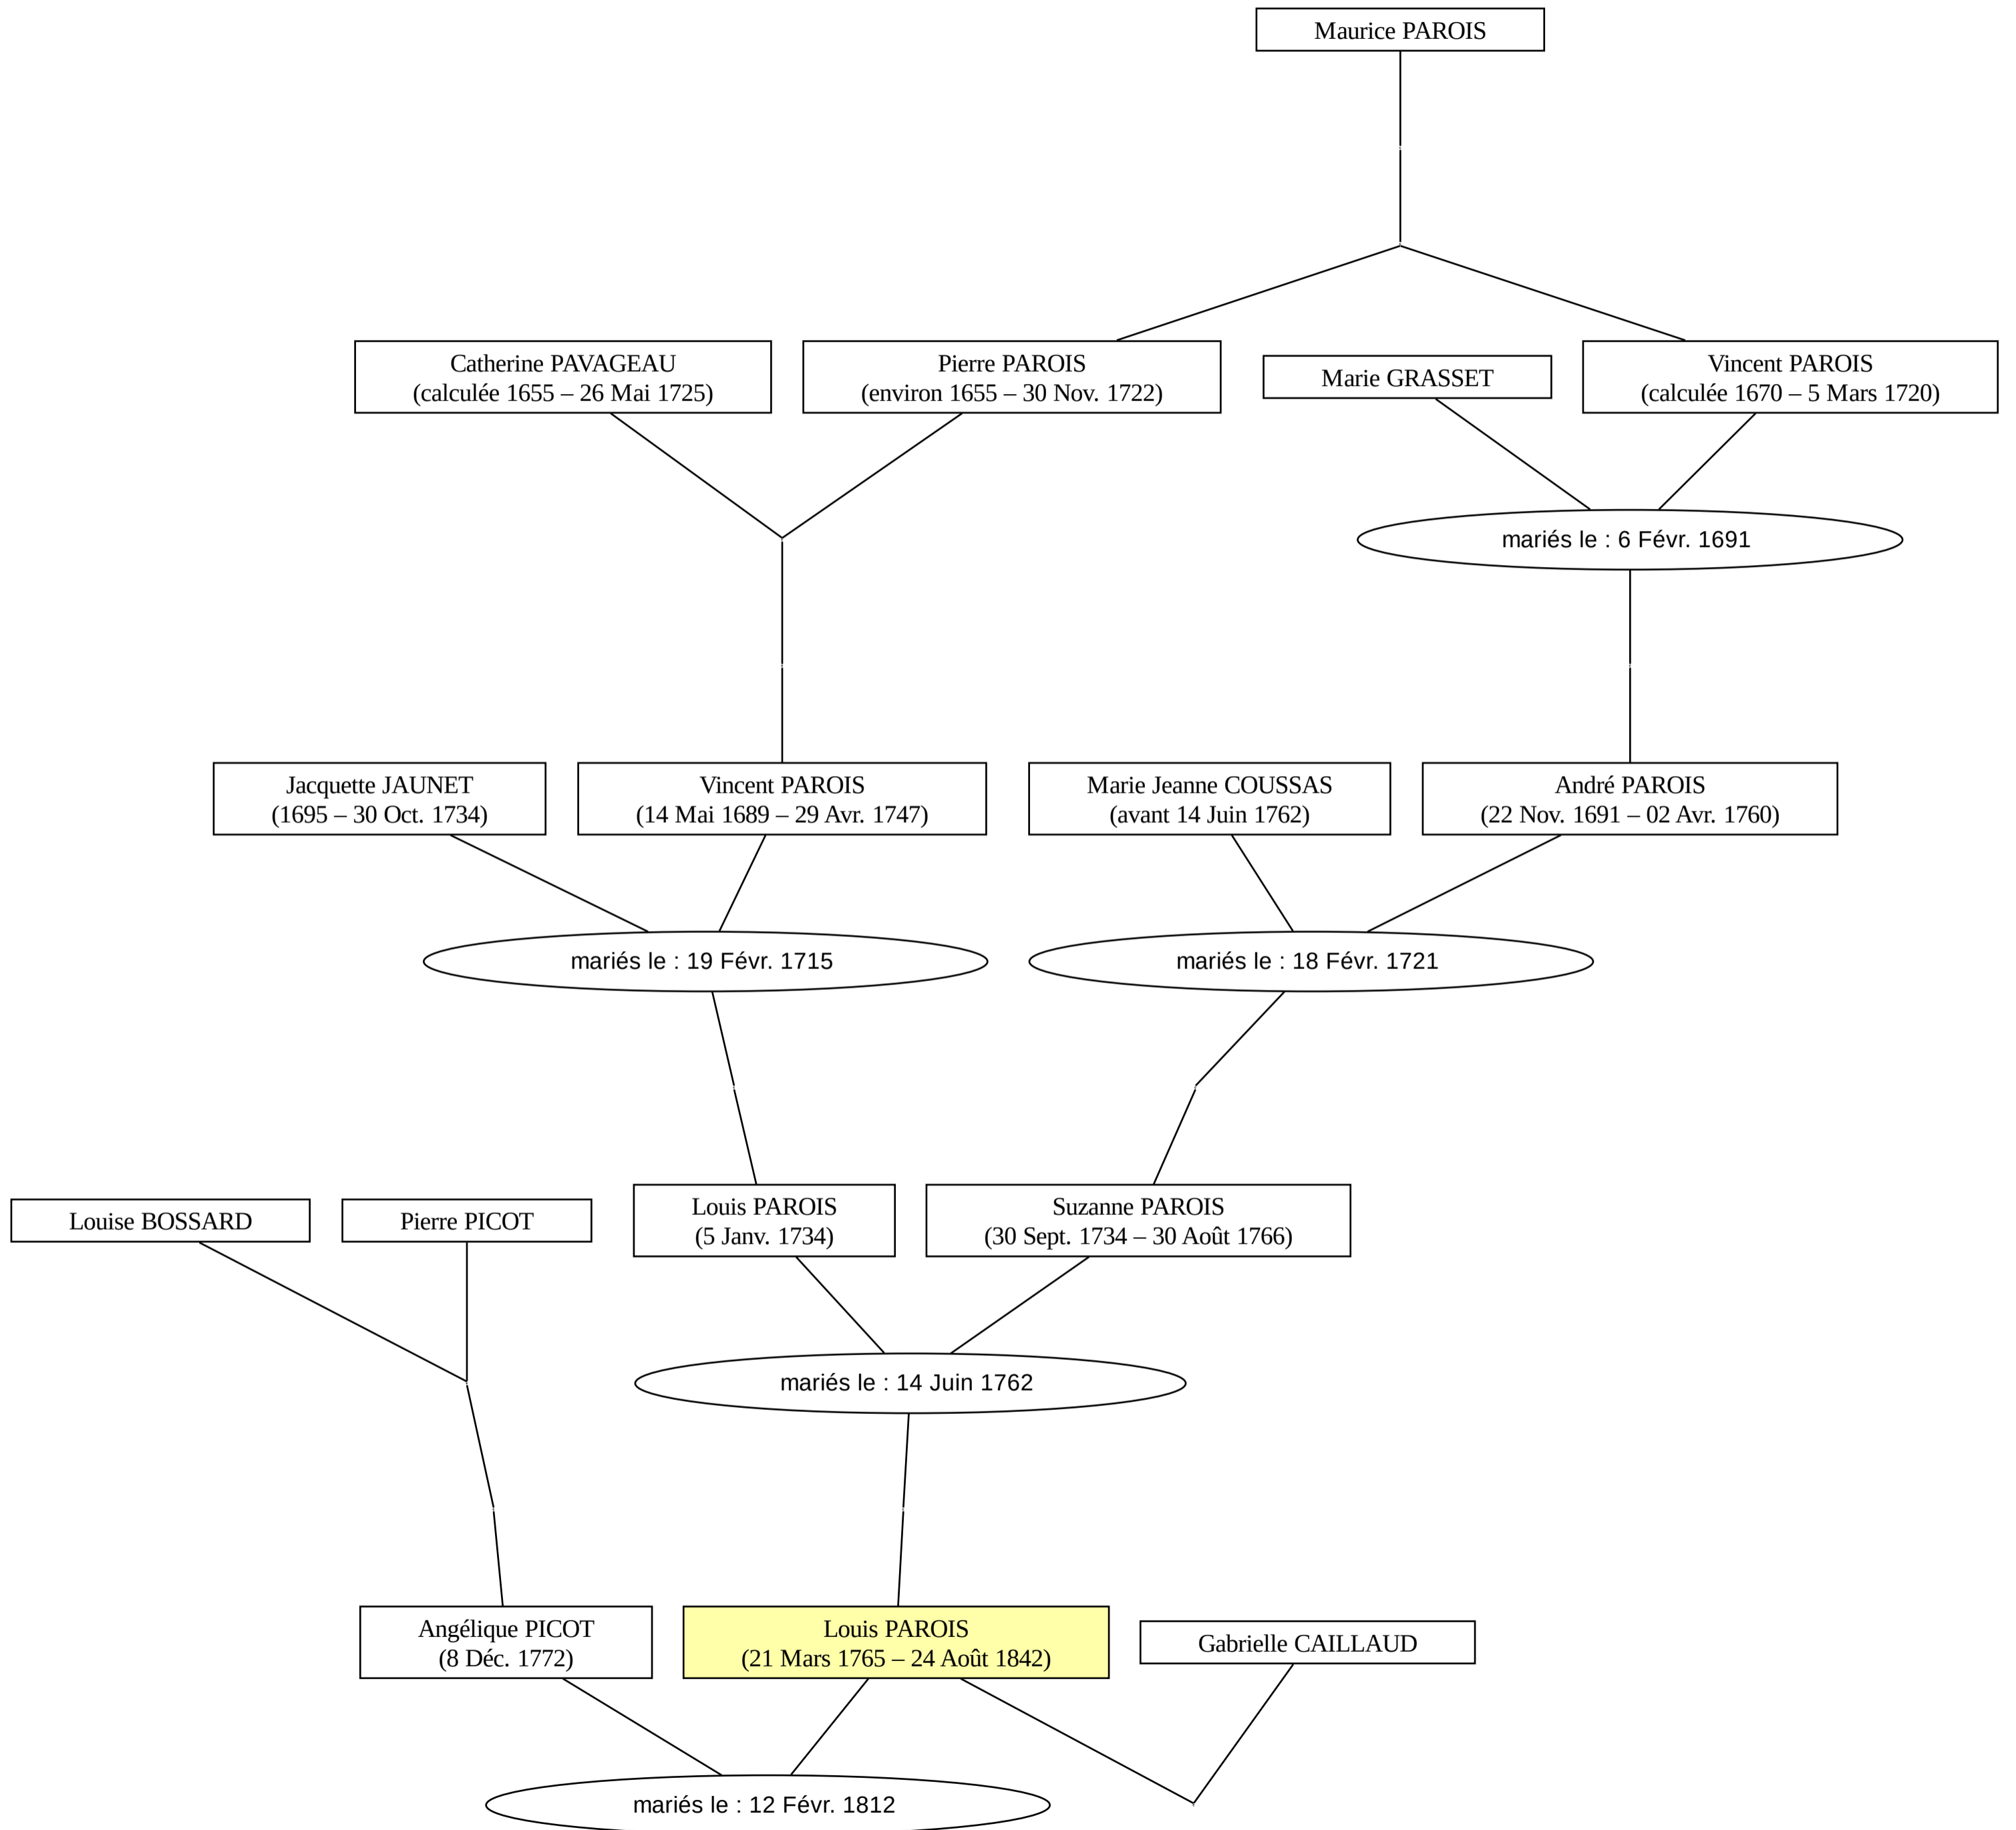 Maurice PAROIS
Catherine PAVAGEAU
(calculée 1655 – 26 Mai 1725)
Pierre PAROIS
(environ 1655 – 30 Nov. 1722)
Marie GRASSET
Vincent PAROIS
(calculée 1670 – 5 Mars 1720)
mariés le : 6 Févr. 1691
Jacquette JAUNET
(1695 – 30 Oct. 1734)
Vincent PAROIS
(14 Mai 1689 – 29 Avr. 1747)
Marie Jeanne COUSSAS
(avant 14 Juin 1762)
André PAROIS
(22 Nov. 1691 – 02 Avr. 1760)
mariés le : 19 Févr. 1715
mariés le : 18 Févr. 1721
Louise BOSSARD
Pierre PICOT
Louis PAROIS
(5 Janv. 1734)
Suzanne PAROIS
(30 Sept. 1734 – 30 Août 1766)
mariés le : 14 Juin 1762
Angélique PICOT
(8 Déc. 1772)
Louis PAROIS
(21 Mars 1765 – 24 Août 1842)
Gabrielle CAILLAUD
mariés le : 12 Févr. 1812